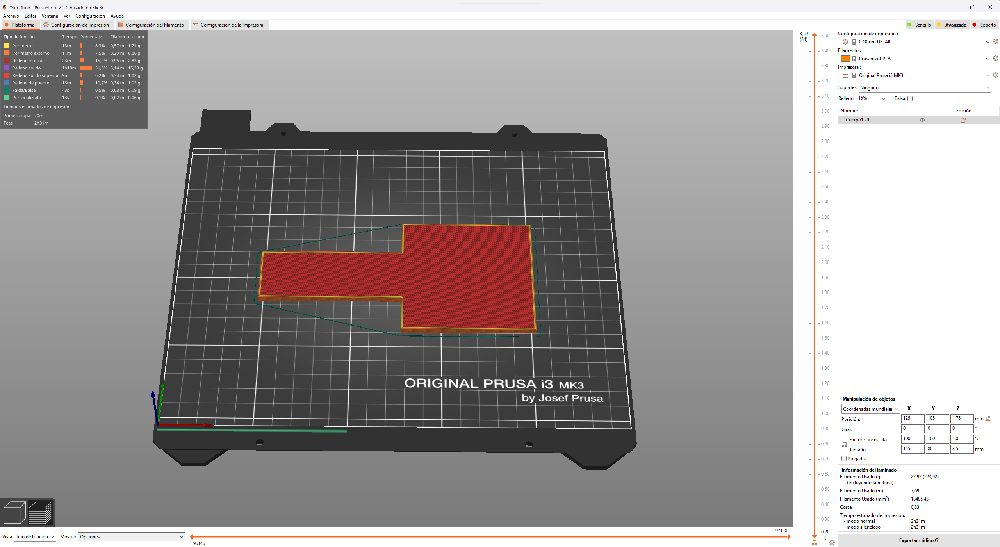 *Sin título - PrusaSlicer-2.5.0 basado en Slic3r
Archivo Editar Ventana Ver Configuración Ayuda
Plataforma Configuración de Impresión Configuración del filamento Configuración de la Impresora Sencillo Avanzado Experto
Tipo de función Tiempo Porcentaje Filamento usado
Perímetro 13m 8,3% 0,57 m 1,71 g
Perímetro externo 11m 7,5% 0,29 m 0,86 g
Relleno interno 23m 15,0% 0,95 m 2,82 g
Relleno sólido 1h18m 51,6% 5,14 m 15,33 g
Relleno sólido superior 9m 6,2% 0,34 m 1,02 g
Relleno de puente 16m 10,7% 0,34 m 1,02 g
Falda/Balsa 43s 0,5% 0,03 m 0,09 g
Personalizado 13s 0,1% 0,02 m 0,06 g
Tiempos estimados de impresión:
Primera capa: 20m
Total: 2h31m
ORIGINAL PRUSA i3 MK3
by Josef Prusa
3,50
(34)
3,50
3,40
3,30
3,20
3,10
3,00
2,90
2,80
2,70
2,60
2,50
2,40
2,30
2,20
2,10
2,00
1,90
1,80
1,70
1,60
1,50
1,40
1,30
1,20
1,10
1,00
0,90
0,80
0,70
0,60
0,50
0,40
0,30
0,20
(1)
Configuración de impresión :
0.10mm DETAIL
Filamento :
Prusament PLA
Impresora :
Original Prusa i3 MK3
Soportes: Ninguno
Relleno: 15% Balsa:
Nombre Edición
Cuerpo1.stl
Manipulación de objetos
Coordenadas mundiales X Y Z
Posición: 125 105 1,75 mm
Girar: 0 0 0 °
Factores de escala: 100 100 100 %
Tamaño: 155 80 3,5 mm
Pulgadas
Información del laminado
Filamento Usado (g) 22,92 (223,92)
(incluyendo la bobina)
Filamento Usado (m) 7,69
Filamento Usado (mm³) 18485,43
Coste 0,83
Tiempo estimado de impresión:
- modo normal 2h31m
- modo silencioso 2h31m
Exportar código G
Vista Tipo de función Mostrar Opciones
97118
96146